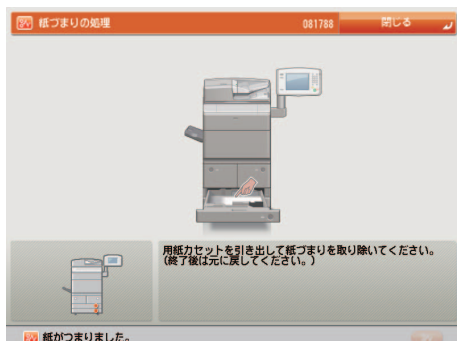 紙づまりの処理
081788
閉じる
用紙カセットを引き出して紙づまりを取り除いてください。
(終了後は元に戻してください。)
紙がつまりました。